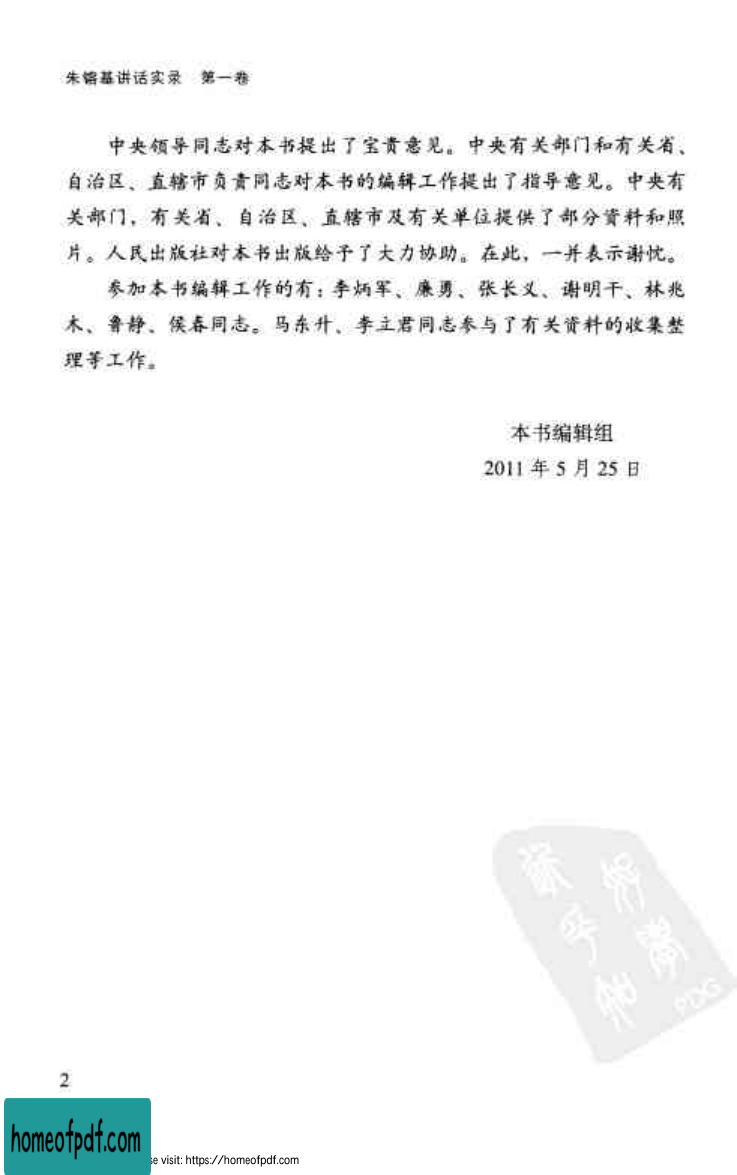 朱镕基讲话实录 第一卷
中央领导同志对本书提出了宝贵意见。中央有关部门和有关省、
自治区、直辖市负责同志对本书的编辑工作提出了指导意见。中央有
关部门，有关省、自治区、直辖市及有关单位提供了部分资料和照
片。人民出版社对本书出版给予了大力协助。在此，一并表示谢忱。
参加本书编辑工作的有：李炳军、廉勇、张长义、谢明干、林兆
木、鲁静、侯春同志。马东升、李立君同志参与了有关资料的收集整
理等工作。
本书编辑组
2011 年 5 月 25 日
PDG
2
homeofpdf.com
se visit: https://homeofpdf.com